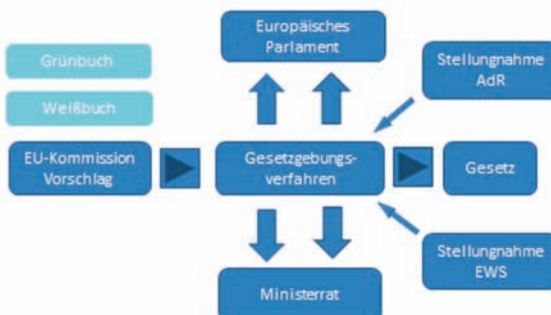 Europäisches
Parlament
Grünbuch
Stellungnahme
AdR
Weißbuch
EU-Kommission
Vorschlag
Gesetzgebungs-
verfahren
Gesetz
Stellungnahme
EWS
Ministerrat